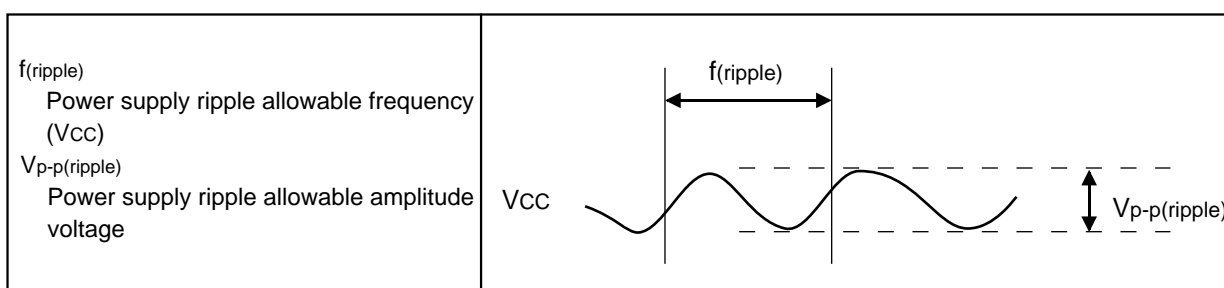 f(ripple)
Power supply ripple allowable frequency
(VCC)
Vp-p(ripple)
Power supply ripple allowable amplitude
voltage
f(ripple)
VCC
Vp-p(ripple)